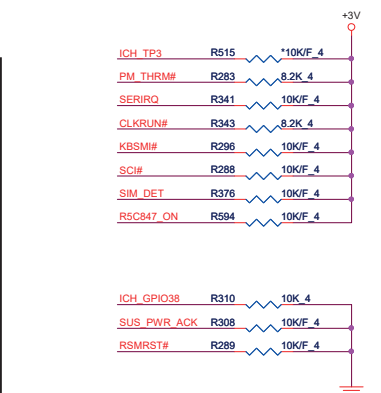 +3V
ICH_TP3 R515 *10K/F_4
PM_THRM# R283 8.2K_4
SERIRQ R341 10K/F_4
CLKRUN# R343 8.2K_4
KBSMI# R296 10K/F_4
SCI# R288 10K/F_4
SIM_DET R376 10K/F_4
R5C847_ON R594 10K/F_4
ICH_GPIO38 R310 10K_4
SUS_PWR_ACK R308 10K/F_4
RSMRST# R289 10K/F_4